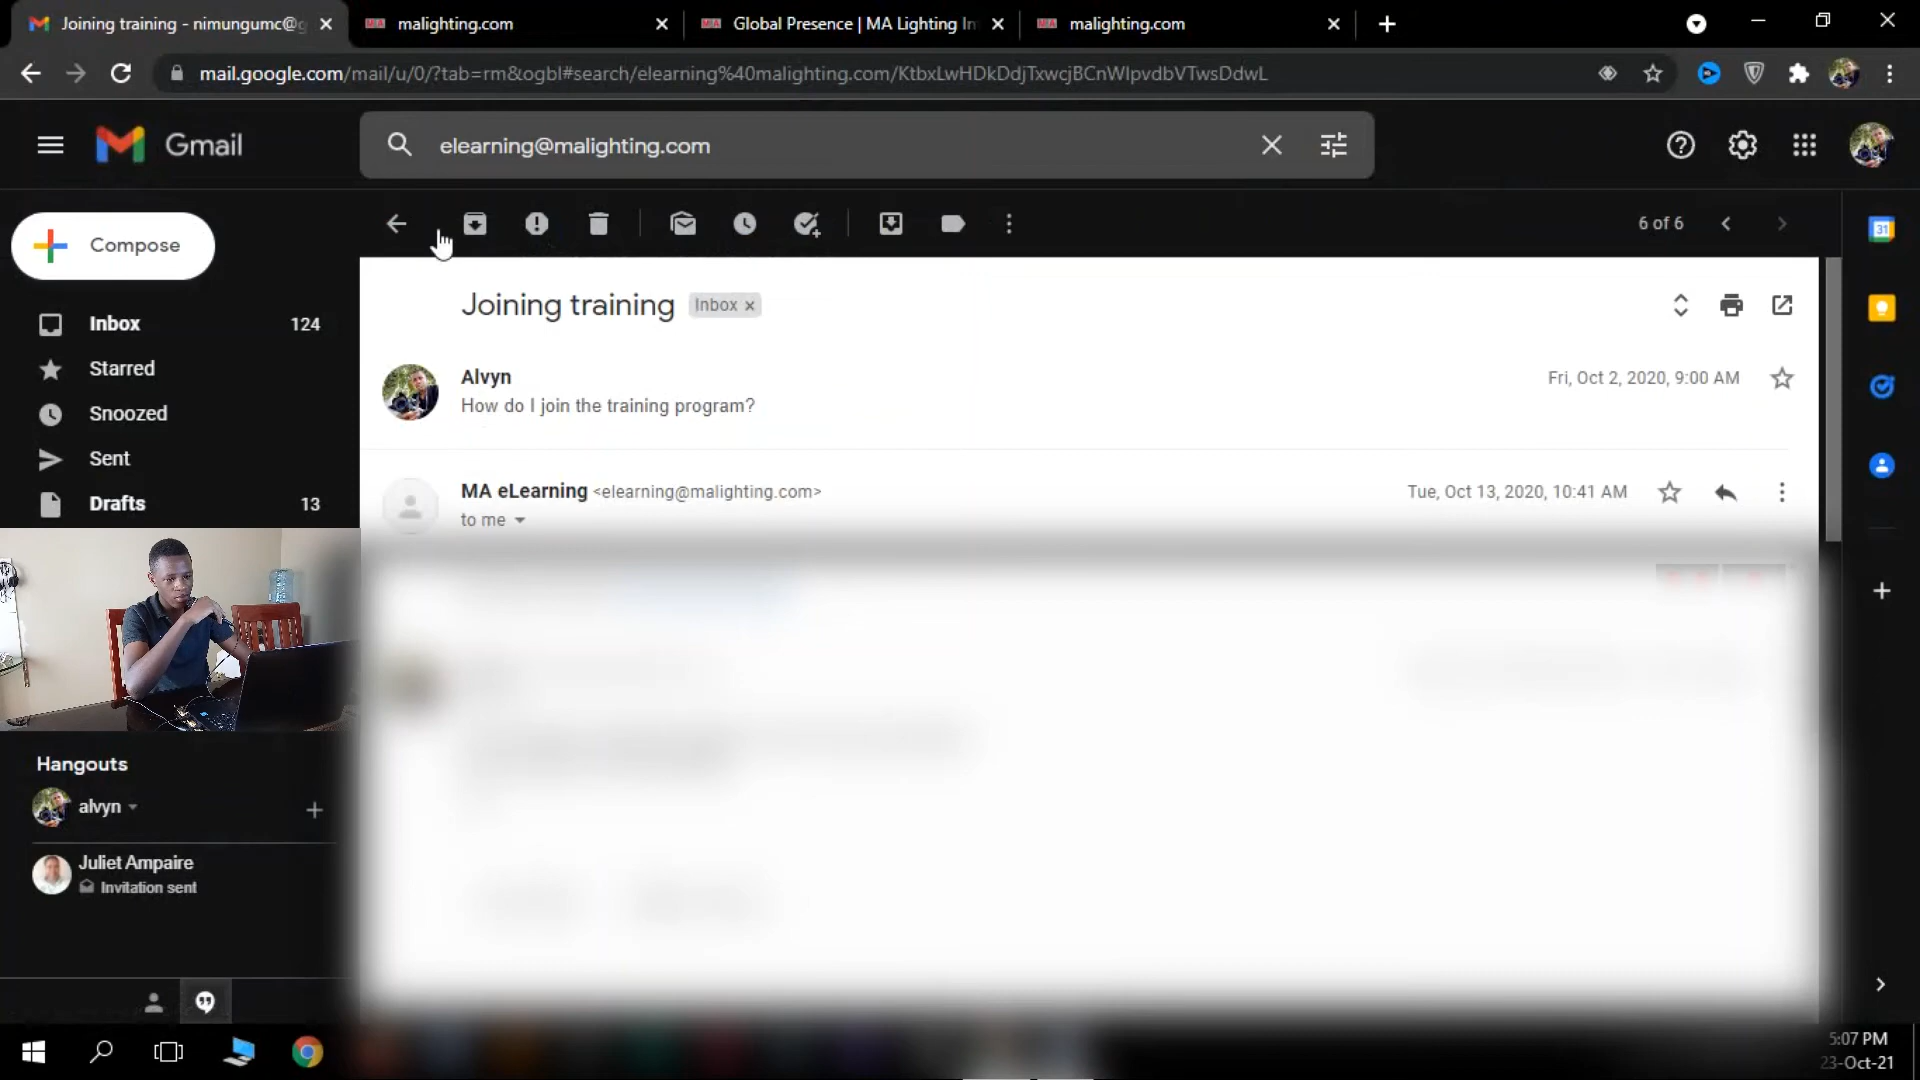 Joining training - nimungumc@g
malighting.com
Global Presence | MA Lighting In
malighting.com
mail.google.com/mail/u/0/?tab=rm&ogbl#search/elearning%40malighting.com/KtbxLwHDkDdjTxwcjBCnWlpvdbVTwsDdwL
Gmail
elearning@malighting.com
Compose
6 of 6
31
Joining training
Inbox ×
Inbox 124
Starred
Snoozed
Sent
Drafts 13
Alvyn
Fri, Oct 2, 2020, 9:00 AM
How do I join the training program?
MA eLearning <elearning@malighting.com>
Tue, Oct 13, 2020, 10:41 AM
to me
Hangouts
alvyn
Juliet Ampaire
Invitation sent
5:07 PM
23-Oct-21